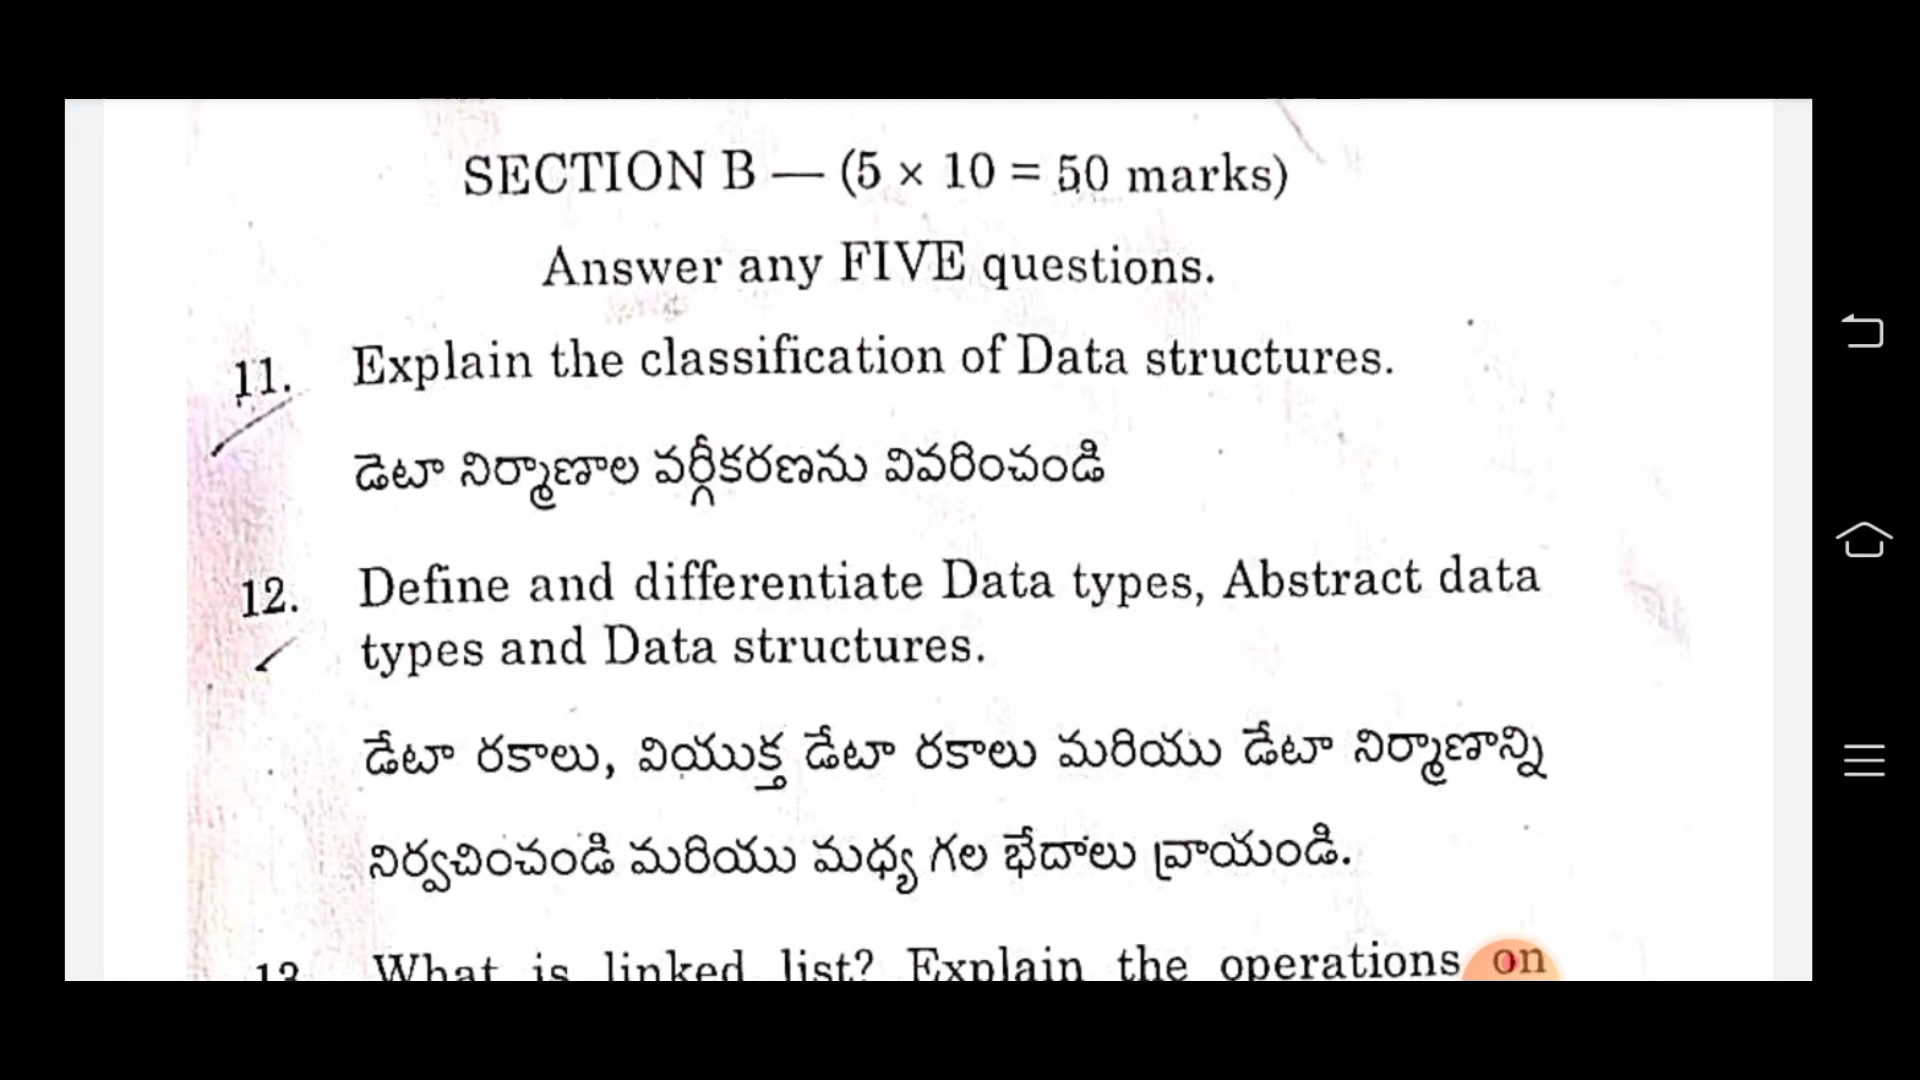 SECTION B — (5 × 10 = 50 marks)
Answer any FIVE questions.
11. Explain the classification of Data structures.
డెటా నిర్మాణాల వర్గీకరణను వివరించండి
12. Define and differentiate Data types, Abstract data
types and Data structures.
డేటా రకాలు, వియుక్త డేటా రకాలు మరియు డేటా నిర్మాణాన్ని
నిర్వచించండి మరియు మధ్య గల భేదాలు వ్రాయండి.
13. What is linked list? Explain the operations on